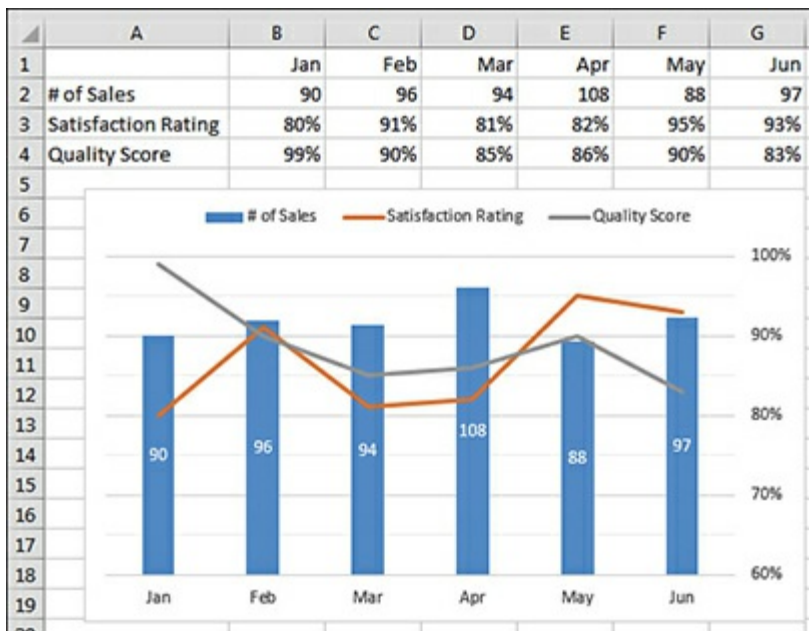 A B C D E F G
1 Jan Feb Mar Apr May Jun
2 # of Sales 90 96 94 108 88 97
3 Satisfaction Rating 80% 91% 81% 82% 95% 93%
4 Quality Score 99% 90% 85% 86% 90% 83%
5
6 # of Sales Satisfaction Rating Quality Score
7 100%
8
9
10 90%
11
12
13 80%
14 90 96 94 108 88 97
15
16 70%
17
18 60%
19 Jan Feb Mar Apr May Jun